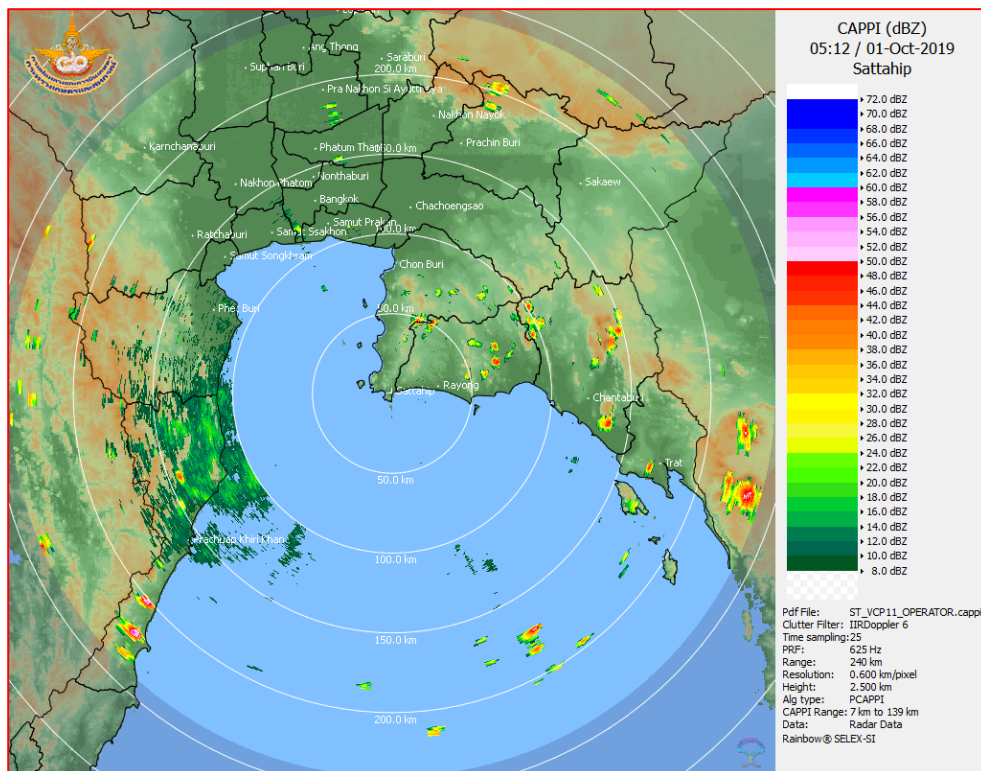 CAPPI (dBZ)
05:12 / 01-Oct-2019
Sattahip
72.0 dBZ
70.0 dBZ
68.0 dBZ
66.0 dBZ
64.0 dBZ
62.0 dBZ
60.0 dBZ
58.0 dBZ
56.0 dBZ
54.0 dBZ
52.0 dBZ
50.0 dBZ
48.0 dBZ
46.0 dBZ
44.0 dBZ
42.0 dBZ
40.0 dBZ
38.0 dBZ
36.0 dBZ
34.0 dBZ
32.0 dBZ
30.0 dBZ
28.0 dBZ
26.0 dBZ
24.0 dBZ
22.0 dBZ
20.0 dBZ
18.0 dBZ
16.0 dBZ
14.0 dBZ
12.0 dBZ
10.0 dBZ
8.0 dBZ
Pdf File: ST_VCP11_OPERATOR.cappi
Clutter Filter: IIRDoppler 6
Time sampling:25
PRF: 625 Hz
Range: 240 km
Resolution: 0.600 km/pixel
Height: 2.500 km
Alg type: PCAPPI
CAPPI Range: 7 km to 139 km
Data: Radar Data
Rainbow® SELEX-SI
Ang Thong
Saraburi
Suphan Buri
200.0 km
Pra Nakhon Si Ayutthaya
Nakhon Nayok
Karnchanaburi
Phatum Thani
Prachin Buri
Nonthaburi
Nakhon Phatom
Sakaew
Bangkok
Chachoengsao
Samut Prakan
Ratchaburi
Samut Ssakhon
Samut Songkhram
Chon Buri
Phet Buri
Sattahip
Rayong
Chantaburi
Trat
50.0 km
Prachuap Khiri Khan
100.0 km
150.0 km
200.0 km